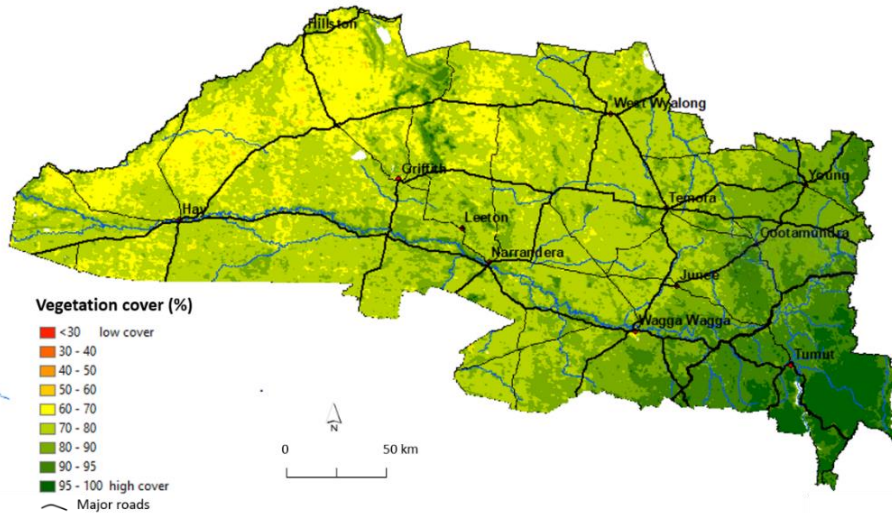 Hillston
West Wyalong
Griffith
Young
Hay
Temora
Leeton
Cootamundra
Narrandera
Junee
Vegetation cover (%)
Wagga Wagga
<30 low cover
30 - 40
Tumut
40 - 50
50 - 60
60 - 70
70 - 80
80 - 90
90 - 95
95 - 100 high cover
Major roads
N
0 50 km